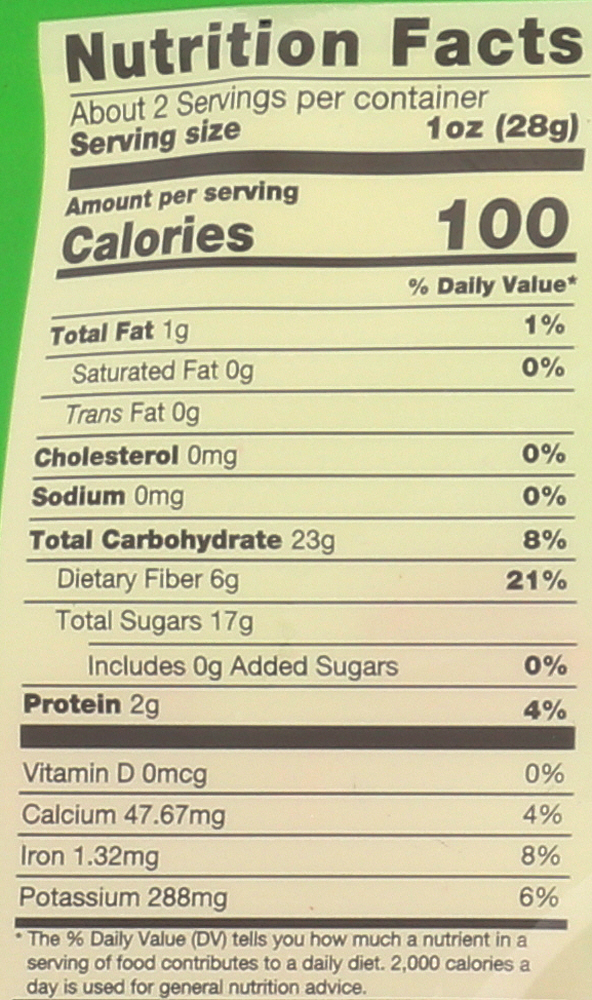 Nutrition Facts
About 2 Servings per container
Serving size 1oz (28g)
Amount per serving
Calories 100
% Daily Value*
Total Fat 1g 1%
Saturated Fat 0g 0%
Trans Fat 0g
Cholesterol 0mg 0%
Sodium 0mg 0%
Total Carbohydrate 23g 8%
Dietary Fiber 6g 21%
Total Sugars 17g
Includes 0g Added Sugars 0%
Protein 2g 4%
Vitamin D 0mcg 0%
Calcium 47.67mg 4%
Iron 1.32mg 8%
Potassium 288mg 6%
* The % Daily Value (DV) tells you how much a nutrient in a
serving of food contributes to a daily diet. 2,000 calories a
day is used for general nutrition advice.